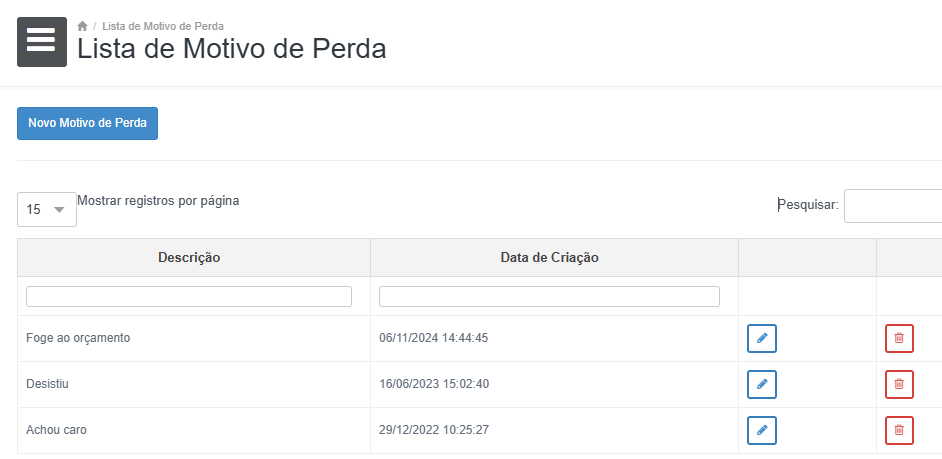 / Lista de Motivo de Perda
Lista de Motivo de Perda
Novo Motivo de Perda
15 Mostrar registros por página Pesquisar:
Descrição Data de Criação
Foge ao orçamento 06/11/2024 14:44:45
Desistiu 16/06/2023 15:02:40
Achou caro 29/12/2022 10:25:27